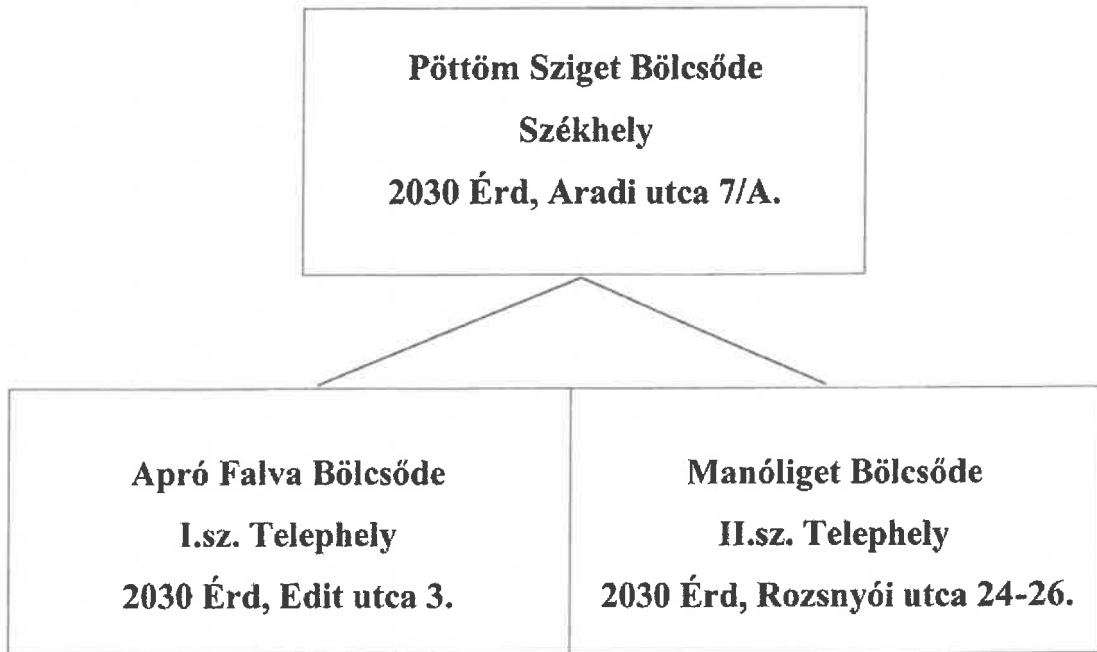 Pöttöm Sziget Bölcsőde
Székhely
2030 Érd, Aradi utca 7/A.
Apró Falva Bölcsőde
I.sz. Telephely
2030 Érd, Edit utca 3.
Manóliget Bölcsőde
II.sz. Telephely
2030 Érd, Rozsnyói utca 24-26.